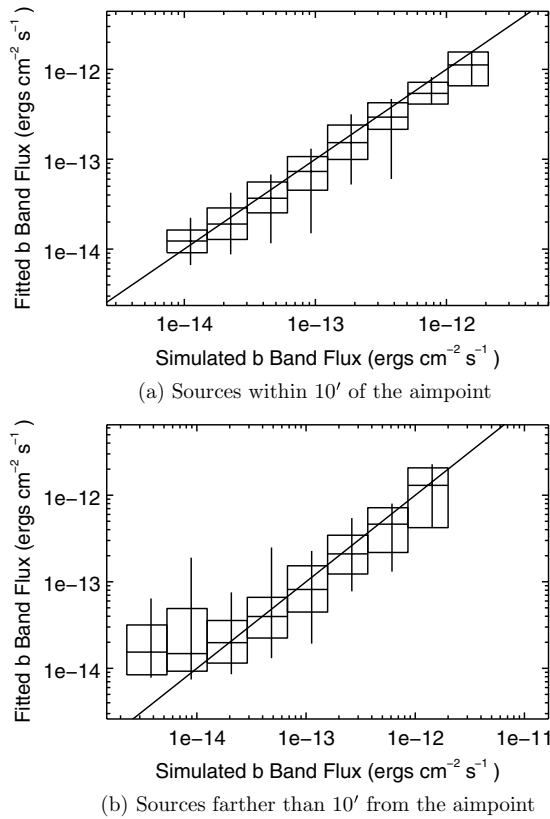 1e−12
1e−13
1e−14
Fitted b Band Flux (ergs cm⁻² s⁻¹)
1e−14 1e−13 1e−12
Simulated b Band Flux (ergs cm⁻² s⁻¹ )
(a) Sources within 10′ of the aimpoint
1e−12
1e−13
1e−14
Fitted b Band Flux (ergs cm⁻² s⁻¹)
1e−14 1e−13 1e−12 1e−11
Simulated b Band Flux (ergs cm⁻² s⁻¹ )
(b) Sources farther than 10′ from the aimpoint